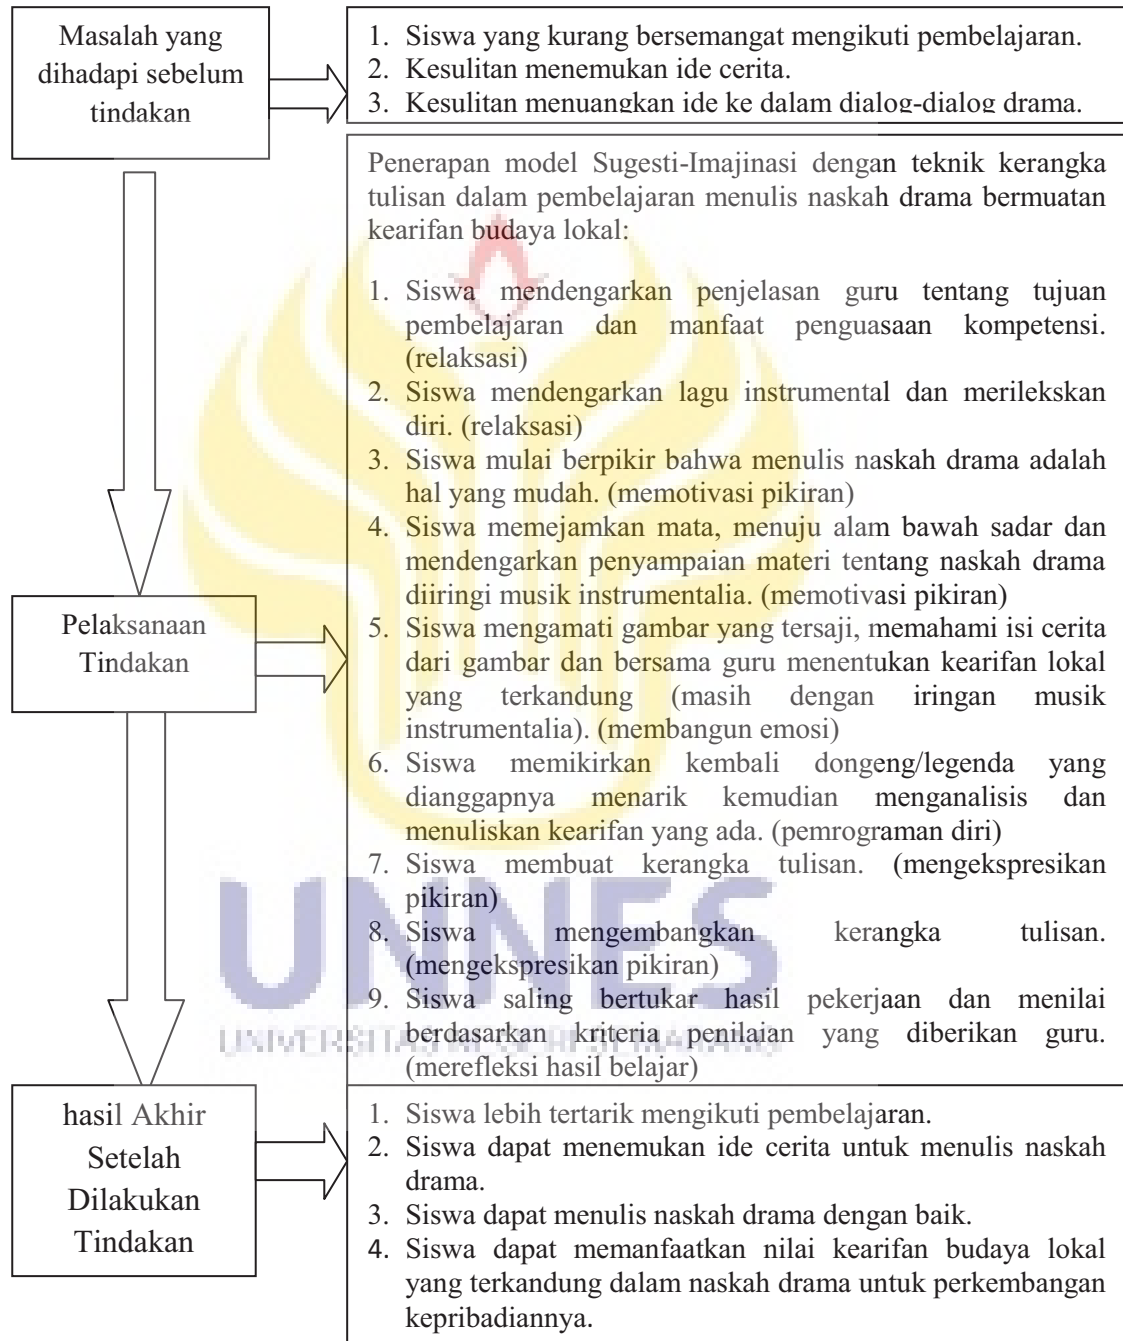 Masalah yang
dihadapi sebelum
tindakan
1. Siswa yang kurang bersemangat mengikuti pembelajaran.
2. Kesulitan menemukan ide cerita.
3. Kesulitan menuangkan ide ke dalam dialog-dialog drama.
Penerapan model Sugesti-Imajinasi dengan teknik kerangka
tulisan dalam pembelajaran menulis naskah drama bermuatan
kearifan budaya lokal:
1. Siswa mendengarkan penjelasan guru tentang tujuan
pembelajaran dan manfaat penguasaan kompetensi.
(relaksasi)
2. Siswa mendengarkan lagu instrumental dan merilekskan
diri. (relaksasi)
3. Siswa mulai berpikir bahwa menulis naskah drama adalah
hal yang mudah. (memotivasi pikiran)
4. Siswa memejamkan mata, menuju alam bawah sadar dan
mendengarkan penyampaian materi tentang naskah drama
diiringi musik instrumentalia. (memotivasi pikiran)
Pelaksanaan
Tindakan
5. Siswa mengamati gambar yang tersaji, memahami isi cerita
dari gambar dan bersama guru menentukan kearifan lokal
yang terkandung (masih dengan iringan musik
instrumentalia). (membangun emosi)
6. Siswa memikirkan kembali dongeng/legenda yang
dianggapnya menarik kemudian menganalisis dan
menuliskan kearifan yang ada. (pemrograman diri)
7. Siswa membuat kerangka tulisan. (mengekspresikan
pikiran)
8. Siswa mengembangkan kerangka tulisan.
(mengekspresikan pikiran)
9. Siswa saling bertukar hasil pekerjaan dan menilai
berdasarkan kriteria penilaian yang diberikan guru.
(merefleksi hasil belajar)
UNNES
UNIVERSITAS NEGERI SEMARANG
hasil Akhir
Setelah
Dilakukan
Tindakan
1. Siswa lebih tertarik mengikuti pembelajaran.
2. Siswa dapat menemukan ide cerita untuk menulis naskah
drama.
3. Siswa dapat menulis naskah drama dengan baik.
4. Siswa dapat memanfaatkan nilai kearifan budaya lokal
yang terkandung dalam naskah drama untuk perkembangan
kepribadiannya.